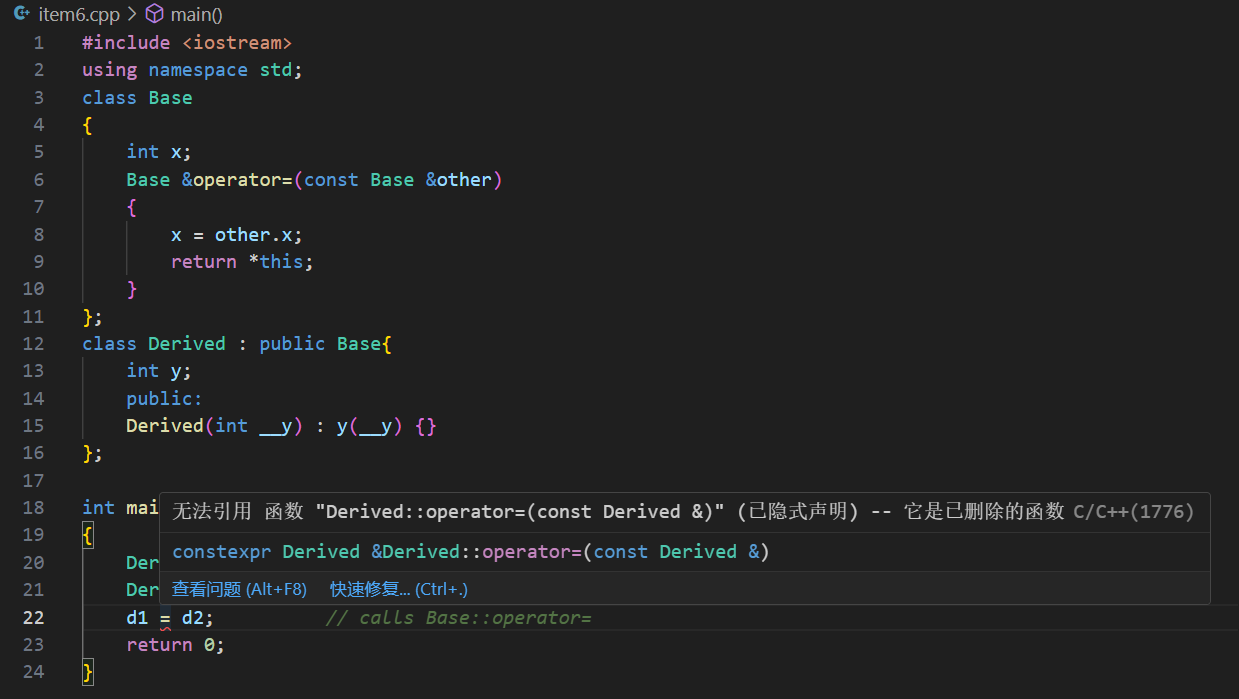 item6.cpp > main()
1 #include <iostream>
2 using namespace std;
3 class Base
4 {
5 int x;
6 Base &operator=(const Base &other)
7 {
8 x = other.x;
9 return *this;
10 }
11 };
12 class Derived : public Base{
13 int y;
14 public:
15 Derived(int __y) : y(__y) {}
16 };
17
18 int mai
无法引用 函数 "Derived::operator=(const Derived &)" (已隐式声明) -- 它是已删除的函数 C/C++(1776)
19 {
constexpr Derived &Derived::operator=(const Derived &)
20 Der
21 Der
查看问题 (Alt+F8) 快速修复... (Ctrl+.)
22 d1 = d2; // calls Base::operator=
23 return 0;
24 }